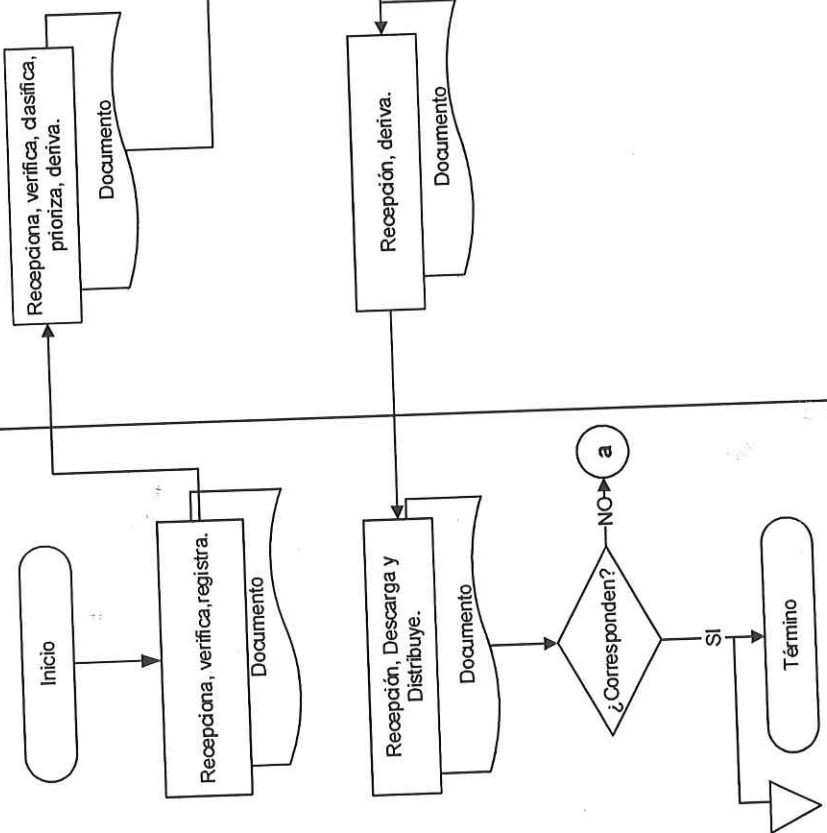 Inicio
Recepciona, verifica,registra.
Documento
Recepciona, verifica, clasifica,
prioriza, deriva.
Documento
Recepción, deriva.
Documento
Recepción, Descarga y
Distribuye.
Documento
¿Corresponden?
NO
a
SI
Término